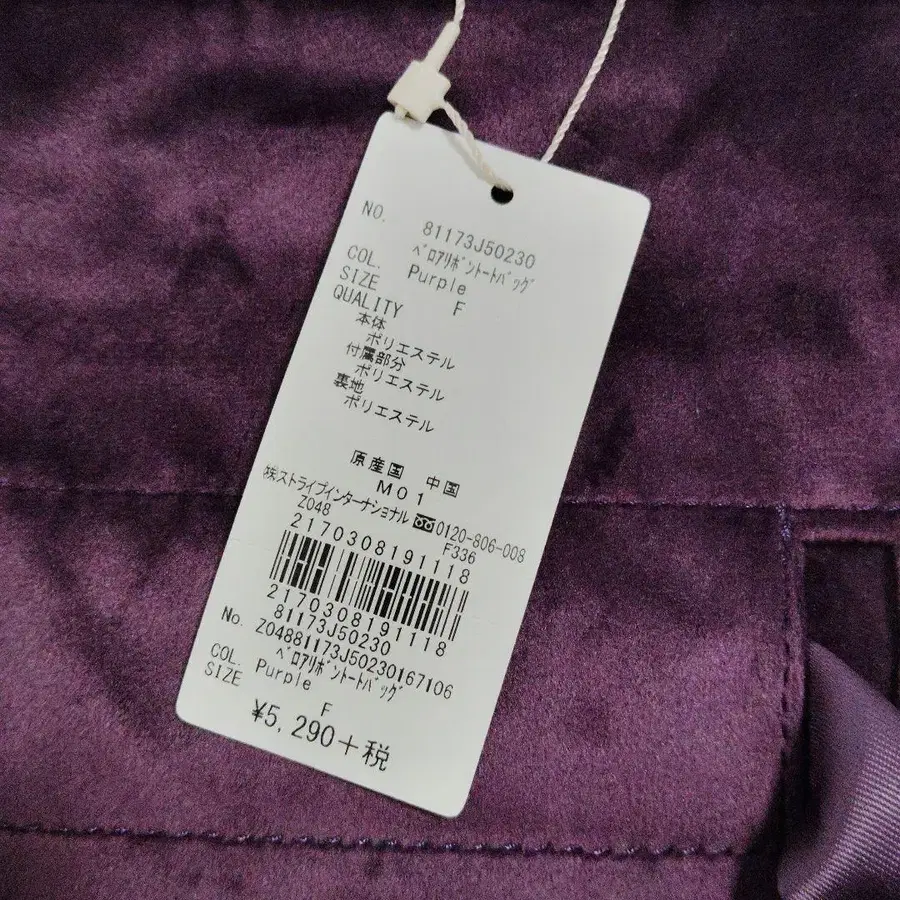 NO. 81173J50230
ﾍﾞﾛｱﾘﾎﾞﾝﾄｰﾄﾊﾞｯｸﾞ
COL. Purple
SIZE F
QUALITY
本体
ポリエステル
付属部分
ポリエステル
裏地
ポリエステル
原産国 中国
M01
㈱ストライプインターナショナル 0120-806-008
Z048 F336
2170308191118
2170308191118
No. 81173J50230
Z04881173J50230167106
ﾍﾞﾛｱﾘﾎﾞﾝﾄｰﾄﾊﾞｯｸﾞ
COL. Purple
SIZE F
¥5,290+税